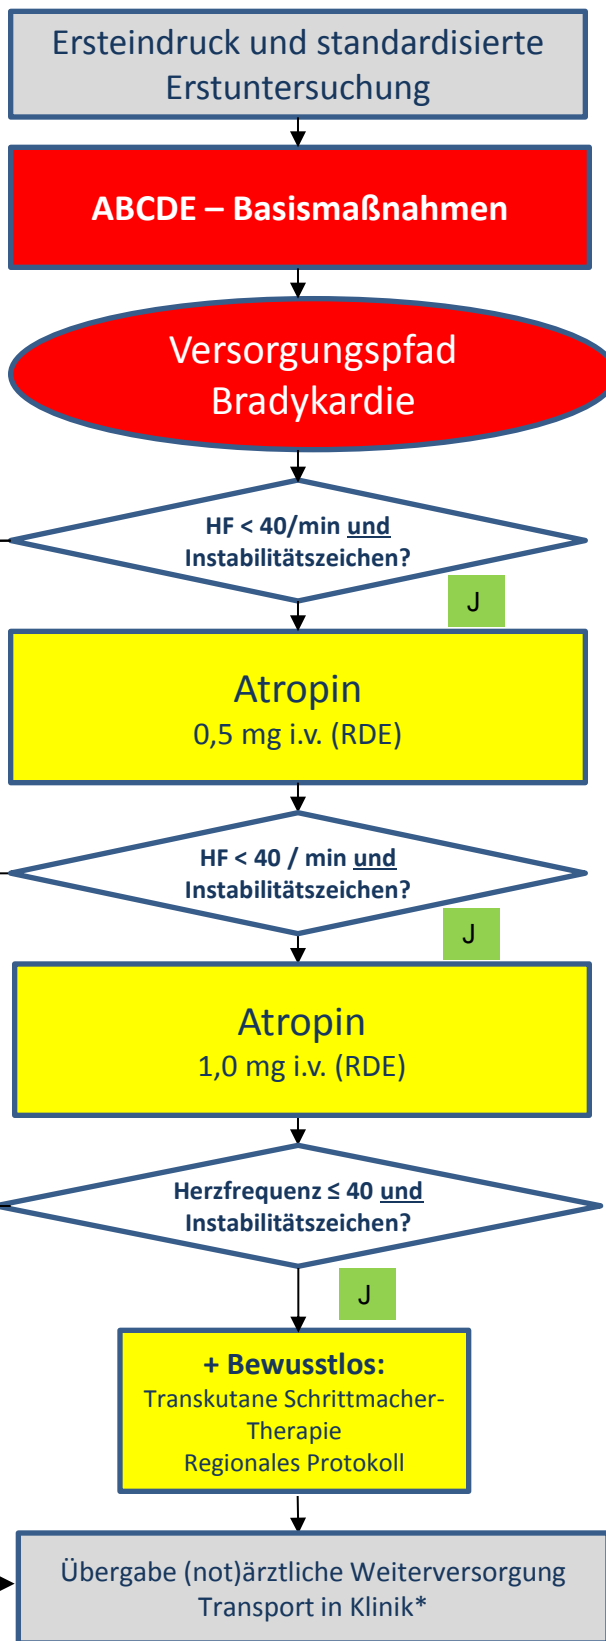 Ersteindruck und standardisierte
Erstuntersuchung
ABCDE – Basismaßnahmen
Versorgungspfad
Bradykardie
HF < 40/min und
Instabilitätszeichen?
J
Atropin
0,5 mg i.v. (RDE)
HF < 40 / min und
Instabilitätszeichen?
J
Atropin
1,0 mg i.v. (RDE)
Herzfrequenz ≤ 40 und
Instabilitätszeichen?
J
+ Bewusstlos:
Transkutane Schrittmacher-
Therapie
Regionales Protokoll
Übergabe (not)ärztliche Weiterversorgung
Transport in Klinik*